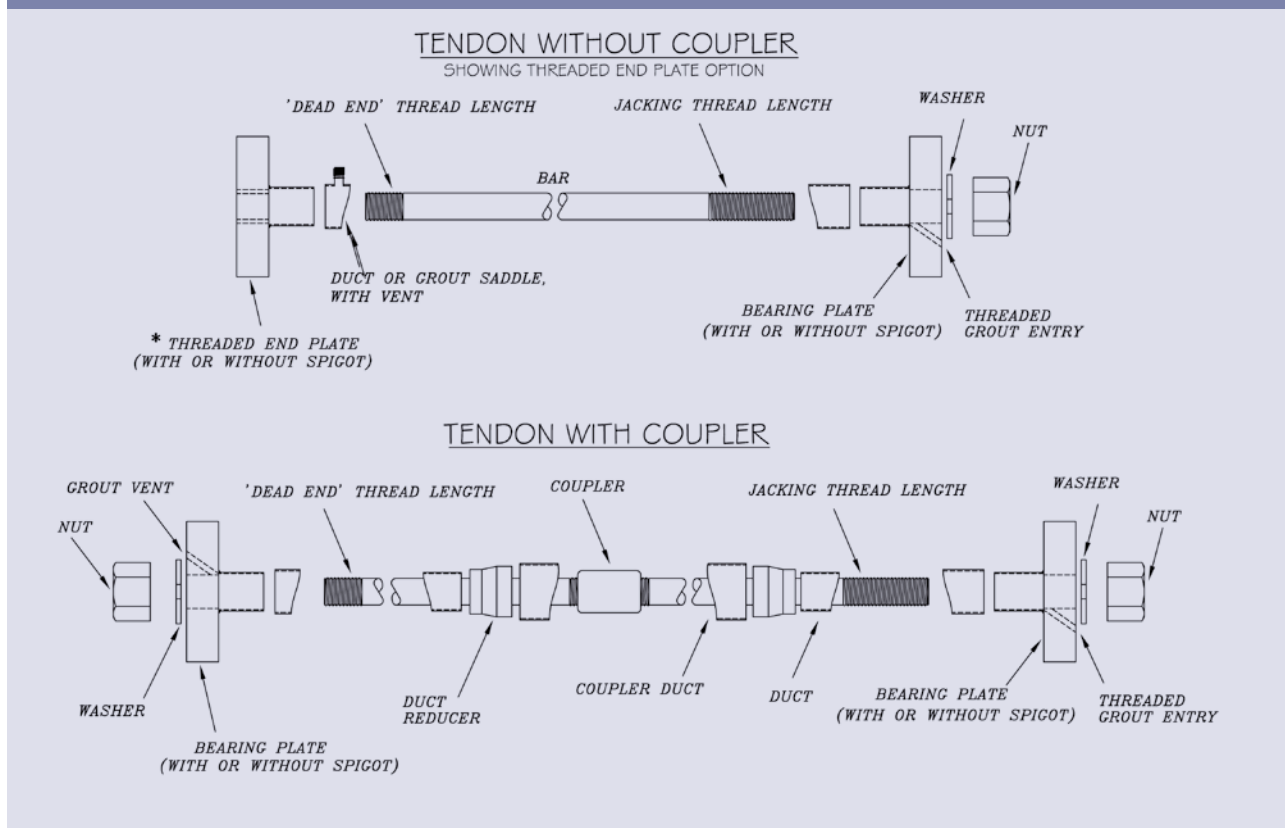 TENDON WITHOUT COUPLER
SHOWING THREADED END PLATE OPTION
'DEAD END' THREAD LENGTH
JACKING THREAD LENGTH
WASHER
NUT
BAR
DUCT OR GROUT SADDLE,
WITH VENT
* THREADED END PLATE
(WITH OR WITHOUT SPIGOT)
BEARING PLATE
(WITH OR WITHOUT SPIGOT)
THREADED
GROUT ENTRY
TENDON WITH COUPLER
GROUT VENT
'DEAD END' THREAD LENGTH
COUPLER
JACKING THREAD LENGTH
WASHER
NUT
NUT
WASHER
BEARING PLATE
(WITH OR WITHOUT SPIGOT)
DUCT
REDUCER
COUPLER DUCT
DUCT
BEARING PLATE
(WITH OR WITHOUT SPIGOT)
THREADED
GROUT ENTRY